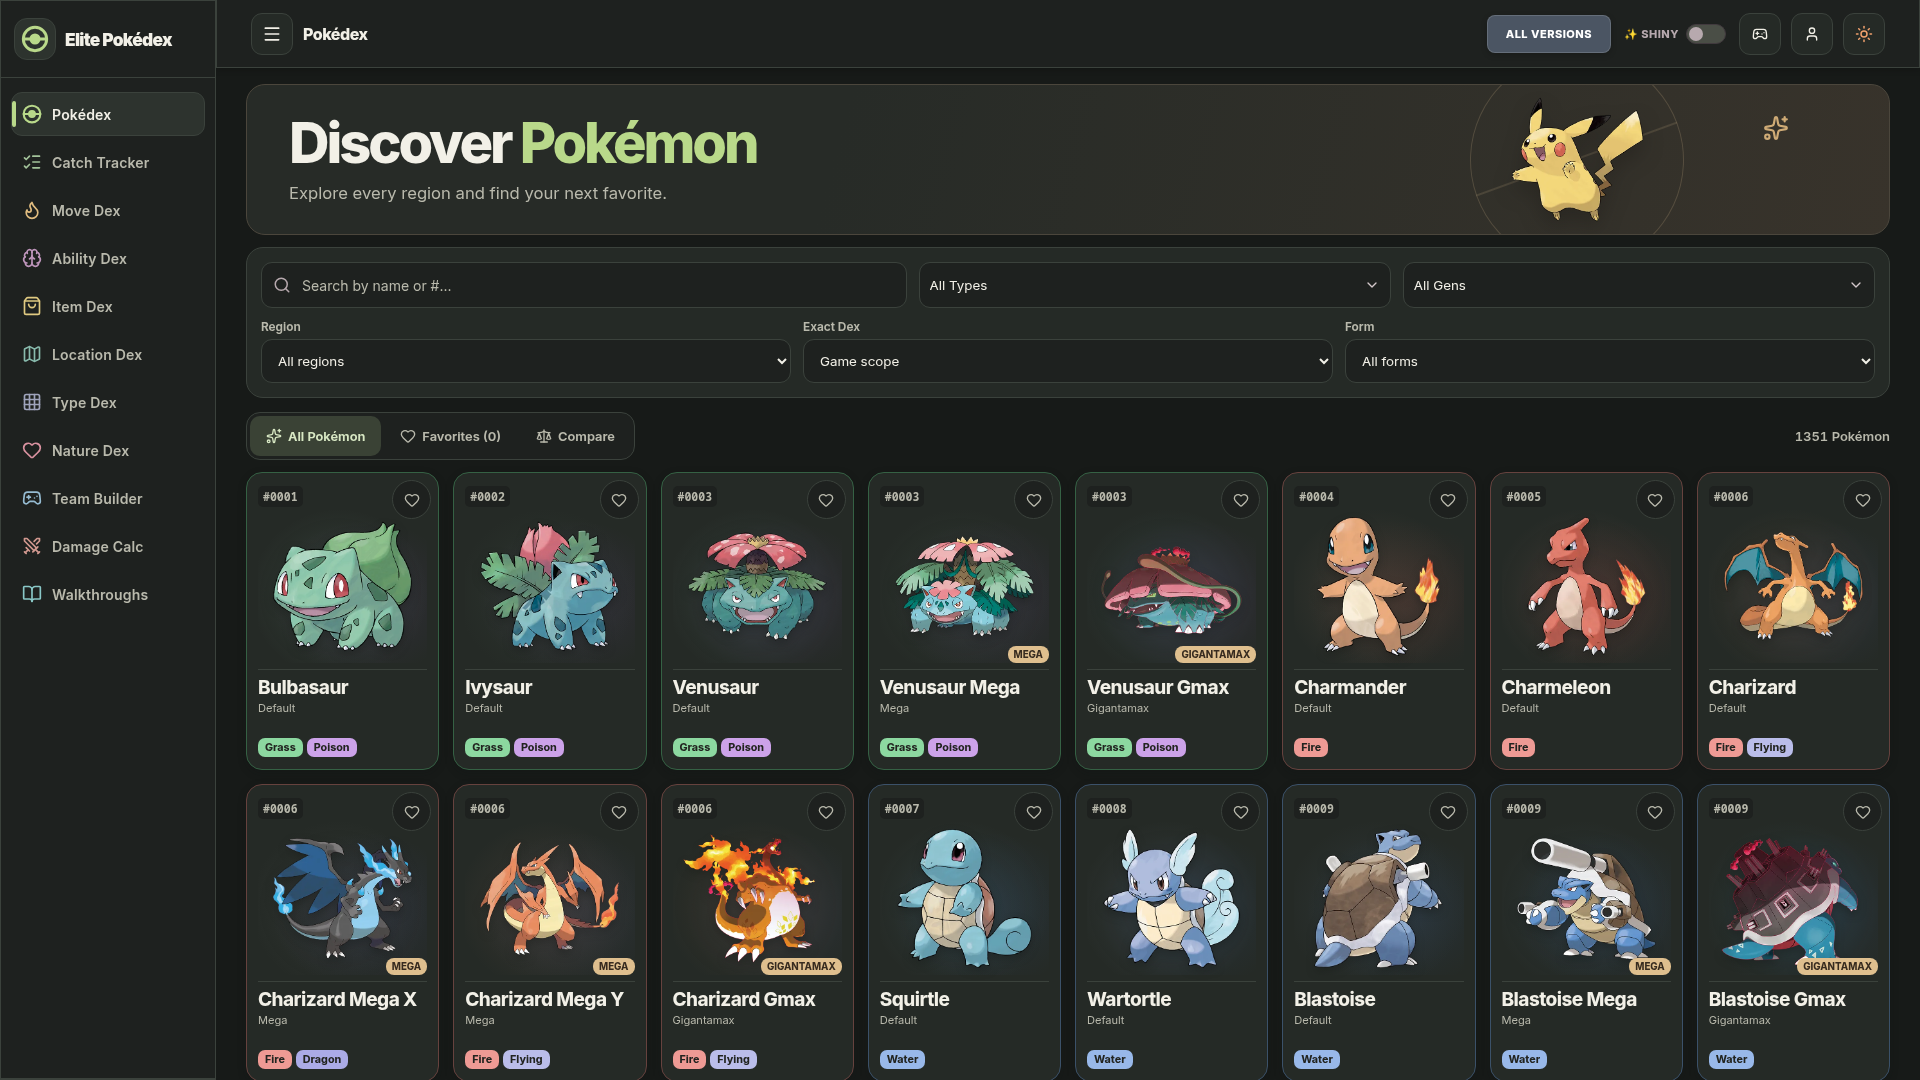 Elite Pokédex
Pokédex
ALL VERSIONS
✨ SHINY
Pokédex
Catch Tracker
Move Dex
Ability Dex
Item Dex
Location Dex
Type Dex
Nature Dex
Team Builder
Damage Calc
Walkthroughs
Discover Pokémon
Explore every region and find your next favorite.
Search by name or #...
All Types
All Gens
Region
Exact Dex
Form
All regions
Game scope
All forms
All Pokémon
Favorites (0)
Compare
1351 Pokémon
#0001
Bulbasaur
Default
Grass Poison
#0002
Ivysaur
Default
Grass Poison
#0003
Venusaur
Default
Grass Poison
#0003
MEGA
Venusaur Mega
Mega
Grass Poison
#0003
GIGANTAMAX
Venusaur Gmax
Gigantamax
Grass Poison
#0004
Charmander
Default
Fire
#0005
Charmeleon
Default
Fire
#0006
Charizard
Default
Fire Flying
#0006
MEGA
Charizard Mega X
Mega
Fire Dragon
#0006
MEGA
Charizard Mega Y
Mega
Fire Flying
#0006
GIGANTAMAX
Charizard Gmax
Gigantamax
Fire Flying
#0007
Squirtle
Default
Water
#0008
Wartortle
Default
Water
#0009
Blastoise
Default
Water
#0009
MEGA
Blastoise Mega
Mega
Water
#0009
GIGANTAMAX
Blastoise Gmax
Gigantamax
Water